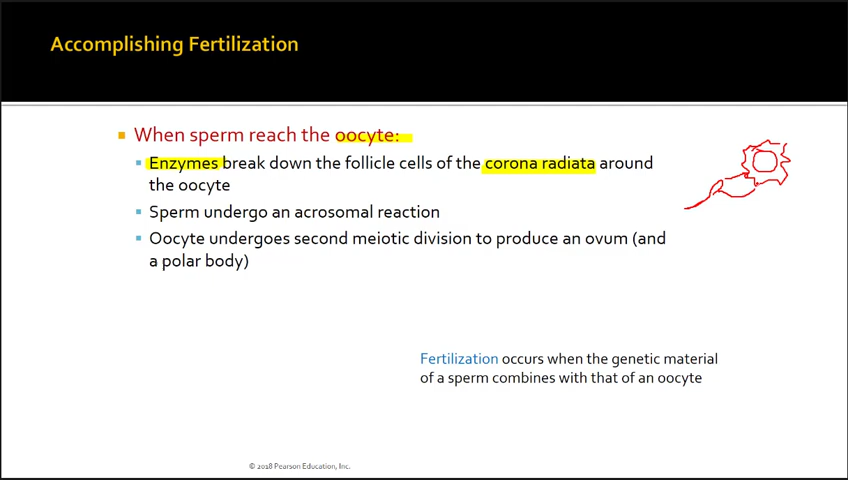 Accomplishing Fertilization
When sperm reach the oocyte:
Enzymes break down the follicle cells of the corona radiata around
the oocyte
Sperm undergo an acrosomal reaction
Oocyte undergoes second meiotic division to produce an ovum (and
a polar body)
Fertilization occurs when the genetic material
of a sperm combines with that of an oocyte
© 2018 Pearson Education, Inc.